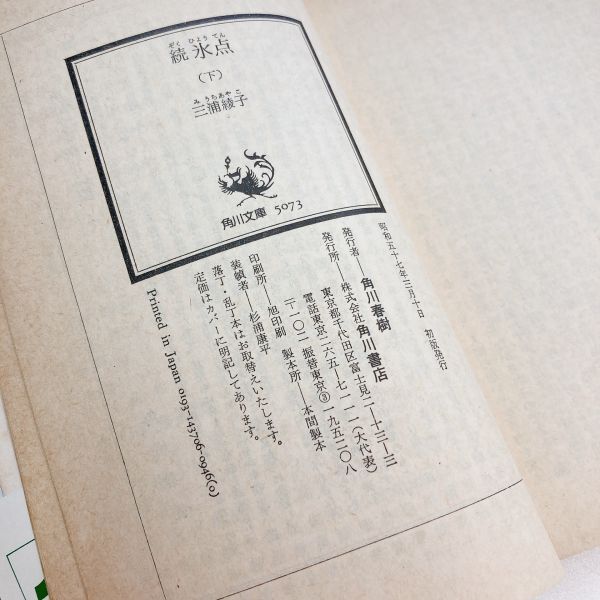 ぞく ひょう てん
続 氷点
（下）
み うらあや こ
三浦綾子
角川文庫 5073
昭和五十七年三月十日　初版発行
発行者―角川春樹
発行所―株式会社角川書店
東京都千代田区富士見二―十三―三
電話東京二六五―七一一一（大代表）
〒一〇二　振替東京③一九五二〇八
印刷所―旭印刷　製本所―本間製本
装幀者―杉浦康平
落丁・乱丁本はお取替えいたします。
定価はカバーに明記してあります。
Printed in Japan 0193-143706-0946(0)